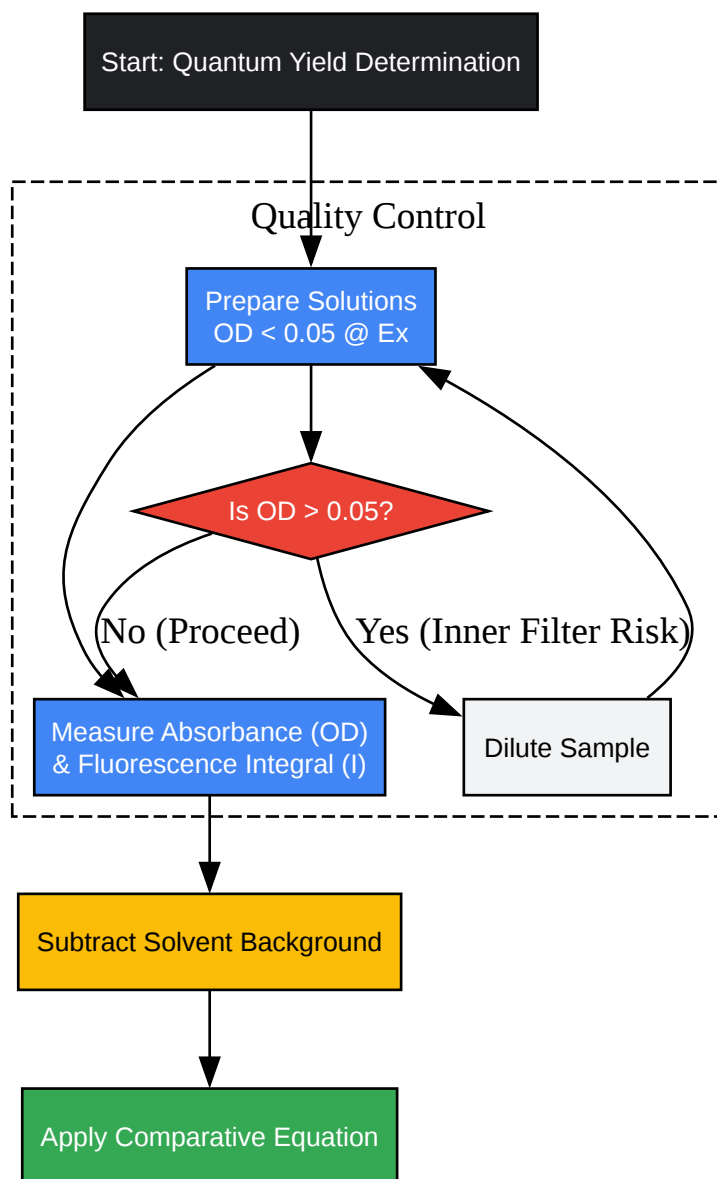 Start: Quantum Yield Determination
Quality Control
Prepare Solutions
OD < 0.05 @ Ex
Is OD > 0.05?
No (Proceed)
Yes (Inner Filter Risk)
Measure Absorbance (OD)
& Fluorescence Integral (I)
Dilute Sample
Subtract Solvent Background
Apply Comparative Equation